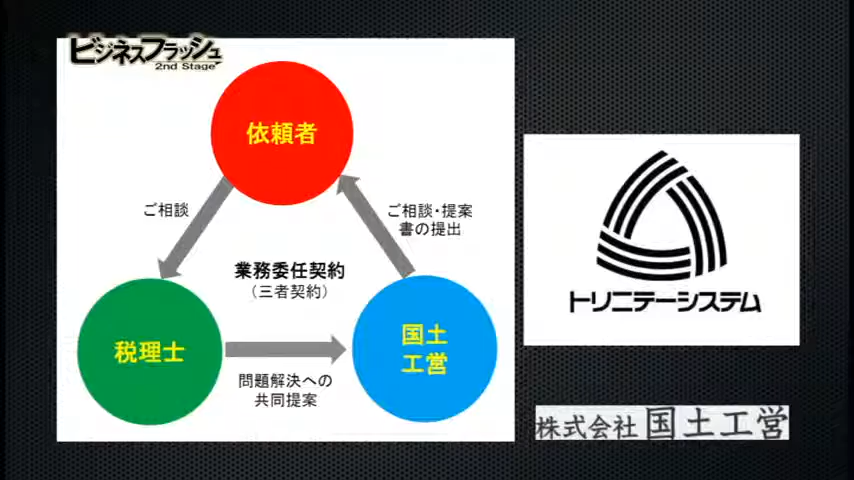 ビジネスフラッシュ
2nd Stage
依頼者
ご相談
ご相談・提案
書の提出
業務委任契約
（三者契約）
税理士
国土
工営
問題解決への
共同提案
トリニテーシステム
株式会社 国土工営